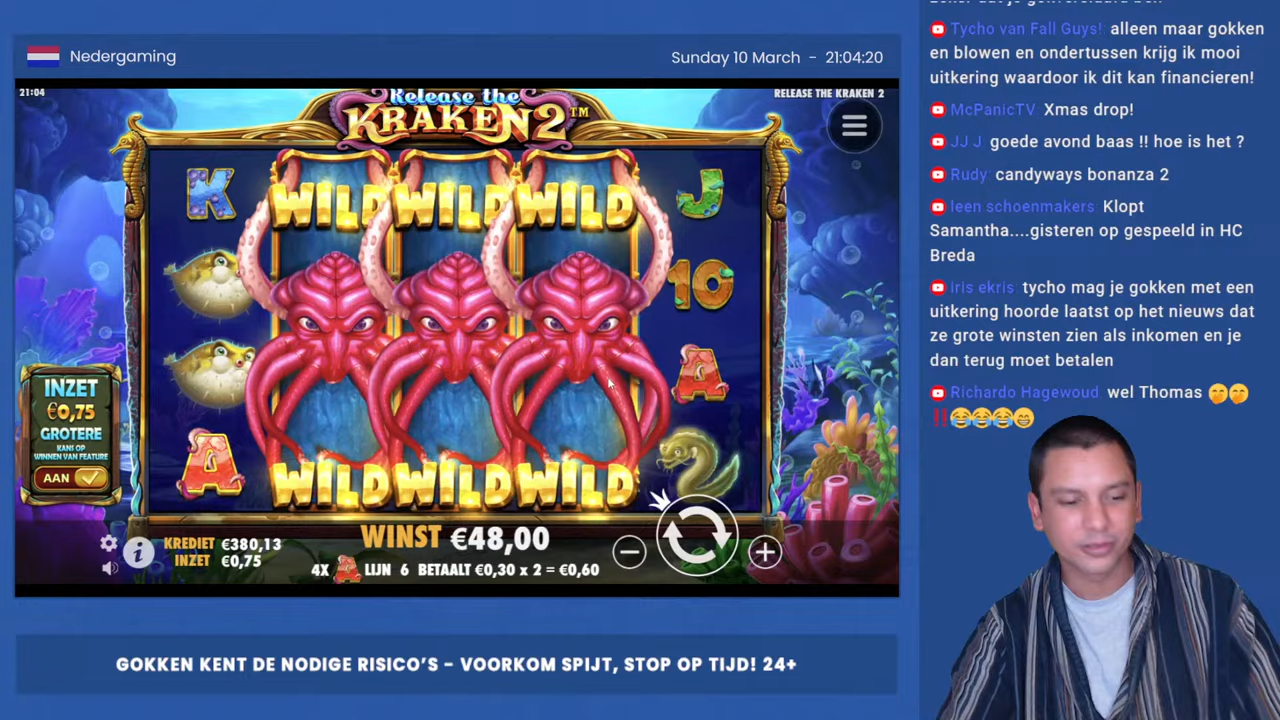 Nedergaming
Sunday 10 March - 21:04:20
21:04
RELEASE THE KRAKEN 2
Release the
KRAKEN 2™
K
WILD WILD WILD
J
10
A
A
WILD WILD WILD
INZET
€0,75
GROTERE
KANS OP
WINNEN VAN FEATURE
AAN
KREDIET €380,13
INZET €0,75
WINST €48,00
4X LIJN 6 BETAALT €0,30 x 2 = €0,60
GOKKEN KENT DE NODIGE RISICO'S - VOORKOM SPIJT, STOP OP TIJD! 24+
Tycho van Fall Guys! alleen maar gokken
en blowen en ondertussen krijg ik mooi
uitkering waardoor ik dit kan financieren!
McPanicTV Xmas drop!
JJ J goede avond baas !! hoe is het ?
Rudy candyways bonanza 2
leen schoenmakers Klopt
Samantha....gisteren op gespeeld in HC
Breda
Iris ekris tycho mag je gokken met een
uitkering hoorde laatst op het nieuws dat
ze grote winsten zien als inkomen en je
dan terug moet betalen
Richardo Hagewoud wel Thomas 🤭🤭
‼️😂😂😂😁